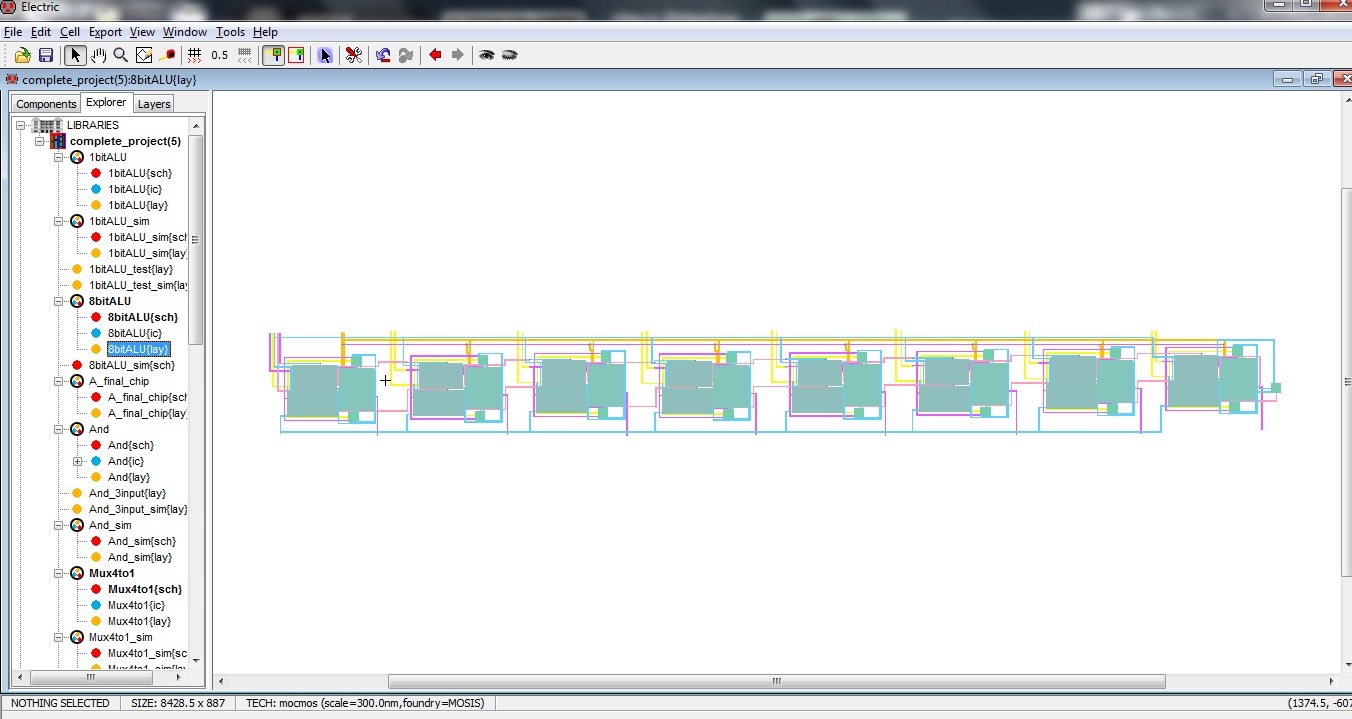 Electric
File Edit Cell Export View Window Tools Help
0.5
complete_project(5):8bitALU{lay}
Components Explorer Layers
LIBRARIES
complete_project(5)
1bitALU
1bitALU{sch}
1bitALU{ic}
1bitALU{lay}
1bitALU_sim
1bitALU_sim{sch
1bitALU_sim{lay
1bitALU_test{lay}
1bitALU_test_sim{lay
8bitALU
8bitALU{sch}
8bitALU{ic}
8bitALU{lay}
8bitALU_sim{sch}
A_final_chip
A_final_chip{sch
A_final_chip{lay
And
And{sch}
And{ic}
And{lay}
And_3input{lay}
And_3input_sim{lay}
And_sim
And_sim{sch}
And_sim{lay}
Mux4to1
Mux4to1{sch}
Mux4to1{ic}
Mux4to1{lay}
Mux4to1_sim
Mux4to1_sim{sc
Mux4to1_sim{lay
NOTHING SELECTED SIZE: 8428.5 x 887 TECH: mocmos (scale=300.0nm,foundry=MOSIS) (1374.5, -607